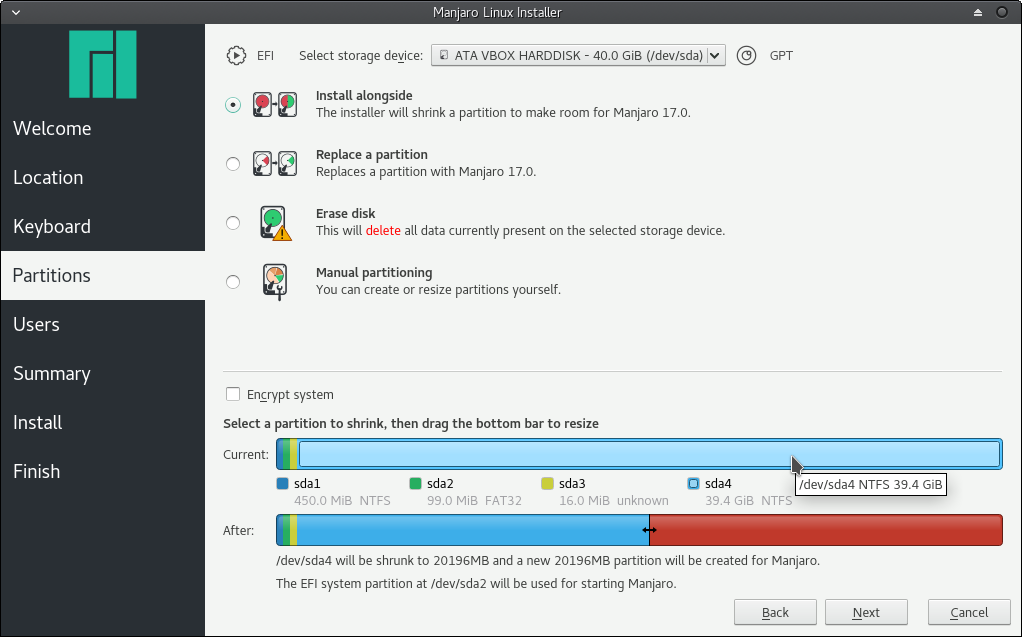 Manjaro Linux Installer
Welcome
Location
Keyboard
Partitions
Users
Summary
Install
Finish
EFI Select storage device: ATA VBOX HARDDISK - 40.0 GiB (/dev/sda) GPT
Install alongside
The installer will shrink a partition to make room for Manjaro 17.0.
Replace a partition
Replaces a partition with Manjaro 17.0.
Erase disk
This will delete all data currently present on the selected storage device.
Manual partitioning
You can create or resize partitions yourself.
Encrypt system
Select a partition to shrink, then drag the bottom bar to resize
Current:
sda1 sda2 sda3 sda4
450.0 MiB NTFS 99.0 MiB FAT32 16.0 MiB unknown 39.4 GiB NTFS
/dev/sda4 NTFS 39.4 GiB
After:
/dev/sda4 will be shrunk to 20196MB and a new 20196MB partition will be created for Manjaro.
The EFI system partition at /dev/sda2 will be used for starting Manjaro.
Back Next Cancel